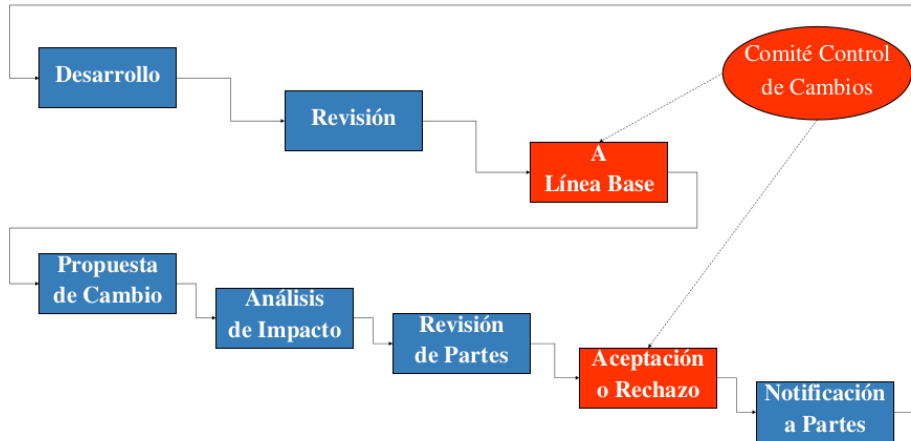 Desarrollo
Revisión
A
Línea Base
Comité Control
de Cambios
Propuesta
de Cambio
Análisis
de Impacto
Revisión
de Partes
Aceptación
o Rechazo
Notificación
a Partes